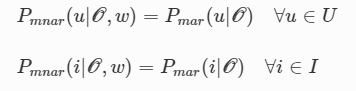 P_{mnar}(u|𝒪, w) = P_{mar}(u|𝒪) ∀u ∈ U
P_{mnar}(i|𝒪, w) = P_{mar}(i|𝒪) ∀i ∈ I